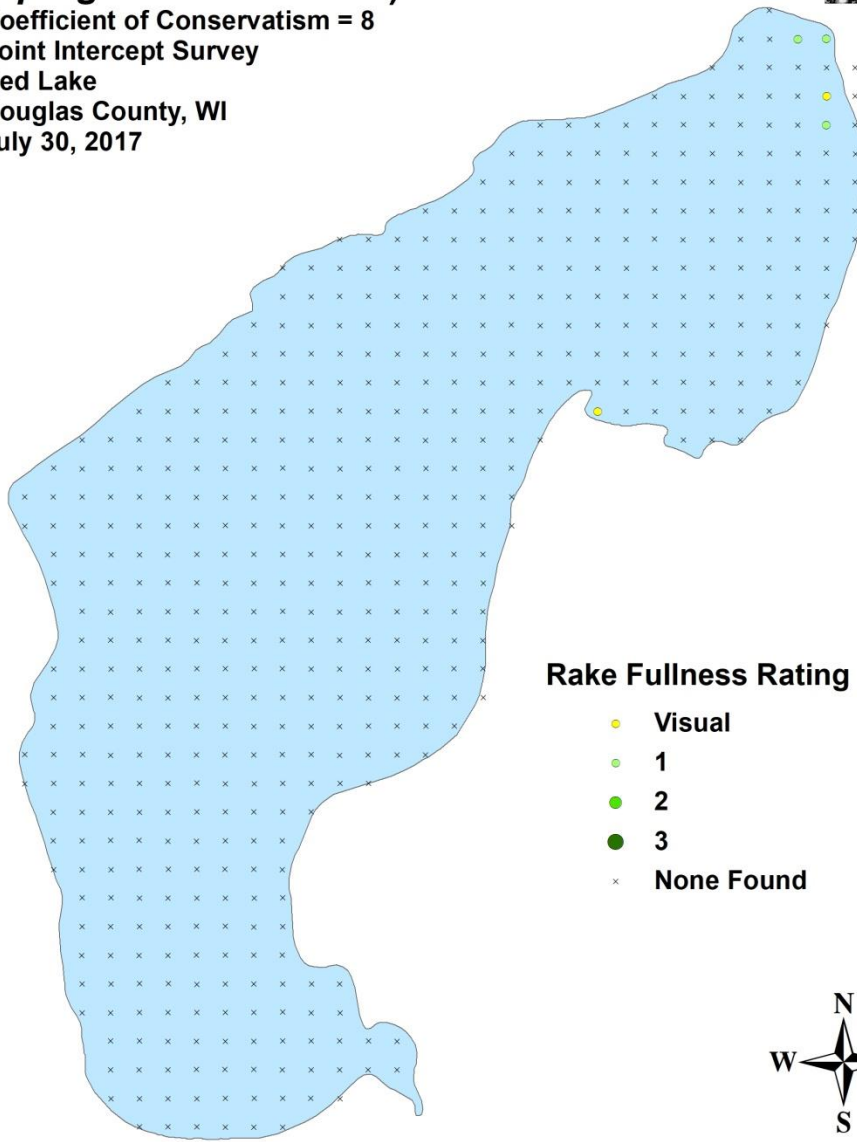 oefficient of Conservatism = 8
oint Intercept Survey
ed Lake
ouglas County, WI
uly 30, 2017
Rake Fullness Rating
Visual
1
2
3
None Found
N
W
S